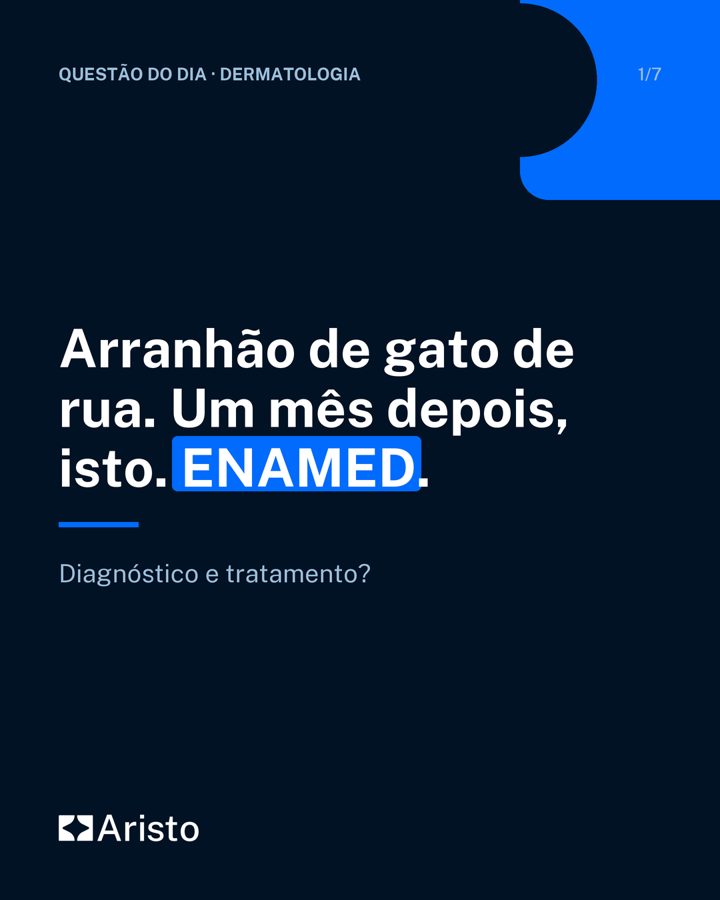 QUESTÃO DO DIA · DERMATOLOGIA
1/7
Arranhão de gato de
rua. Um mês depois,
isto. ENAMED.
Diagnóstico e tratamento?
Aristo